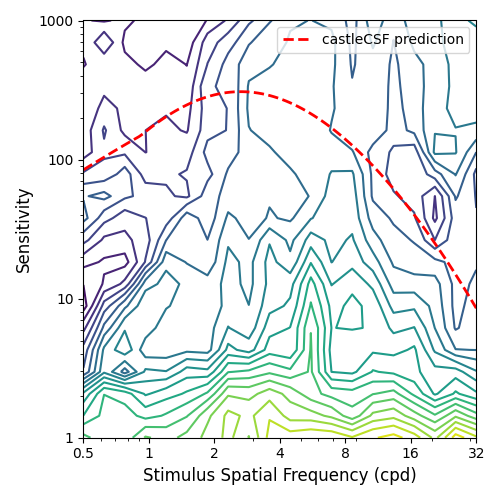 castleCSF prediction
Sensitivity
1000
100
10
1
0.5 1 2 4 8 16 32
Stimulus Spatial Frequency (cpd)